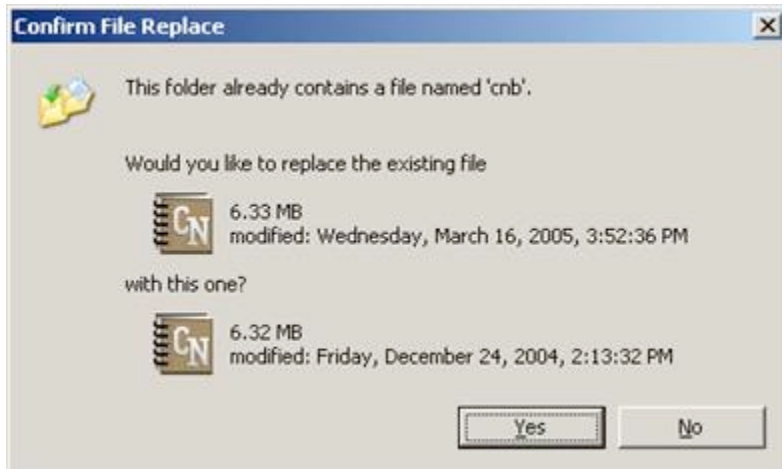 Confirm File Replace
This folder already contains a file named 'cnb'.
Would you like to replace the existing file
CN
6.33 MB
modified: Wednesday, March 16, 2005, 3:52:36 PM
with this one?
CN
6.32 MB
modified: Friday, December 24, 2004, 2:13:32 PM
Yes
No